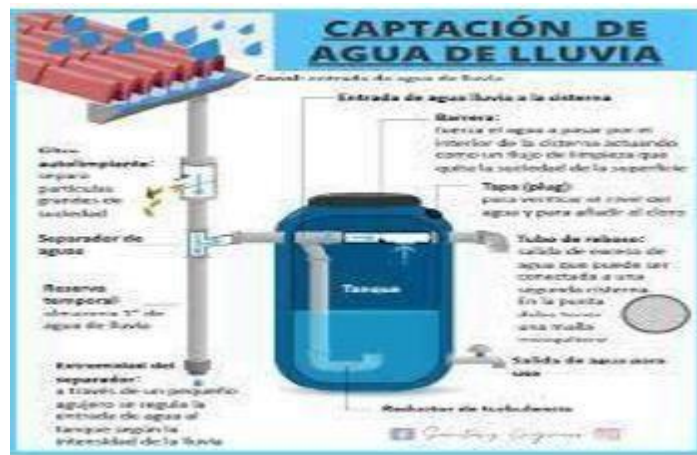 CAPTACIÓN DE
AGUA DE LLUVIA
Canal: entrada de agua de lluvia
Entrada de agua lluvia a la cisterna
Barrera:
fuerza el agua a pasar por el
interior de la cisterna actuando
como un flujo de limpieza que
quita la suciedad de la superficie
Filtro
autolimpiante:
separa
partículas
grandes de
suciedad
Tapa (plug):
para verificar el nivel del
agua y para añadir el cloro
Separador de
aguas
Tubo de rebose:
salida de exceso de
agua que puede ser
conectada a una
segunda cisterna.
En la punta
debe tener
una malla
mosquitero
Tanque
Reserva
temporal:
almacena 1° de
agua de lluvia
Salida de agua para
uso
Extremidad del
separador:
a través de un pequeño
agujero se regula la
entrada de agua al
tanque según la
intensidad de la lluvia
Reductor de turbulencia